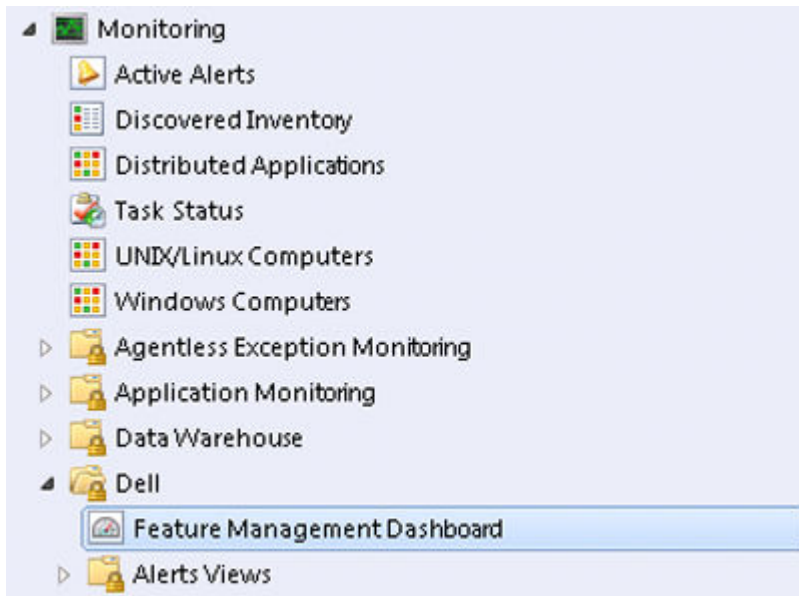 Monitoring
Active Alerts
Discovered Inventory
Distributed Applications
Task Status
UNIX/Linux Computers
Windows Computers
Agentless Exception Monitoring
Application Monitoring
Data Warehouse
Dell
Feature Management Dashboard
Alerts Views